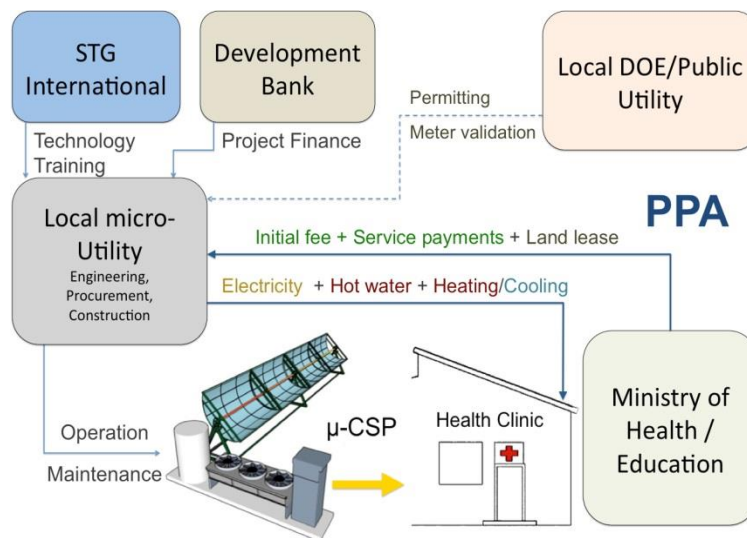 STG
International
Development
Bank
Local DOE/Public
Utility
Technology
Training
Project Finance
Permitting
Meter validation
Local micro-
Utility
Engineering,
Procurement,
Construction
PPA
Initial fee + Service payments + Land lease
Electricity + Hot water + Heating/Cooling
Operation
Maintenance
μ-CSP
Health Clinic
Ministry of
Health /
Education